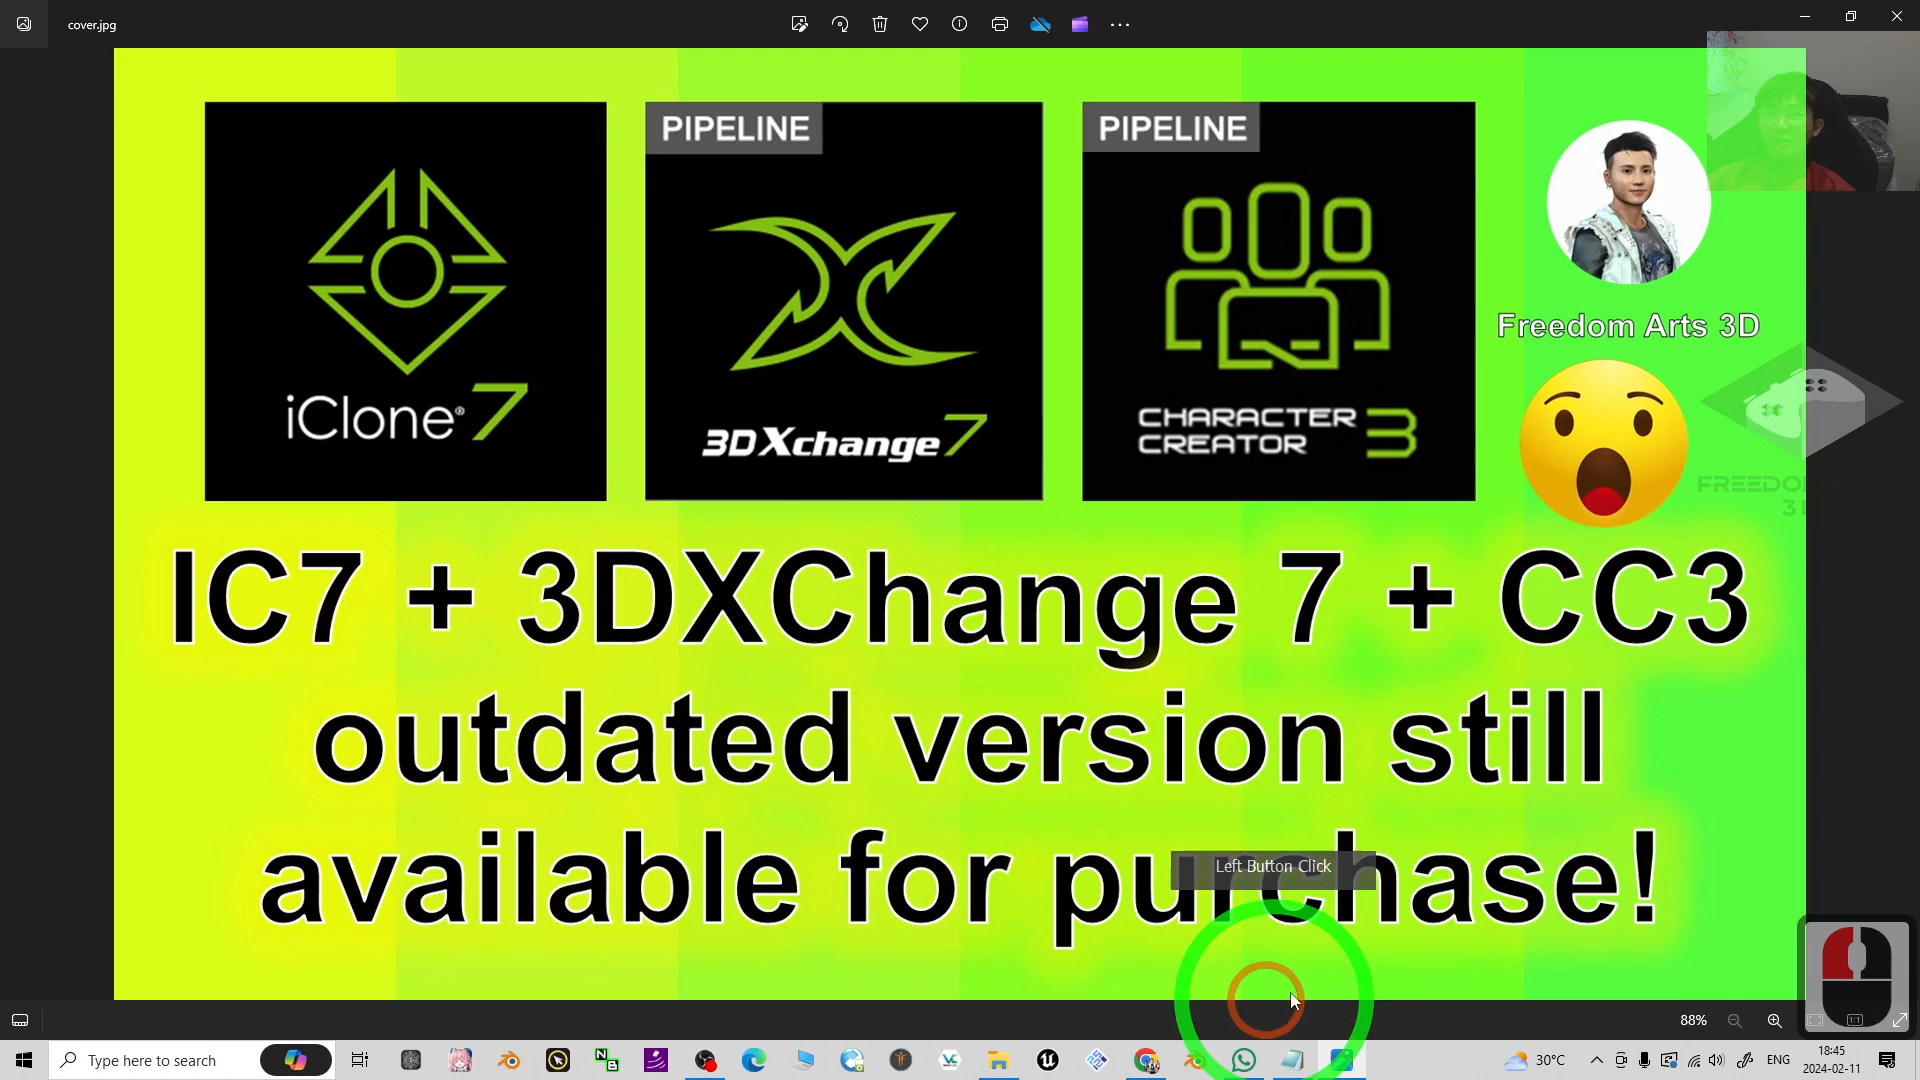 cover.jpg
PIPELINE
PIPELINE
iClone® 7
3DXchange 7
CHARACTER
CREATOR 3
Freedom Arts 3D
IC7 + 3DXChange 7 + CC3
outdated version still
available for purchase!
Left Button Click
88%
1:1
Type here to search
30°C
ENG
18:45
2024-02-11